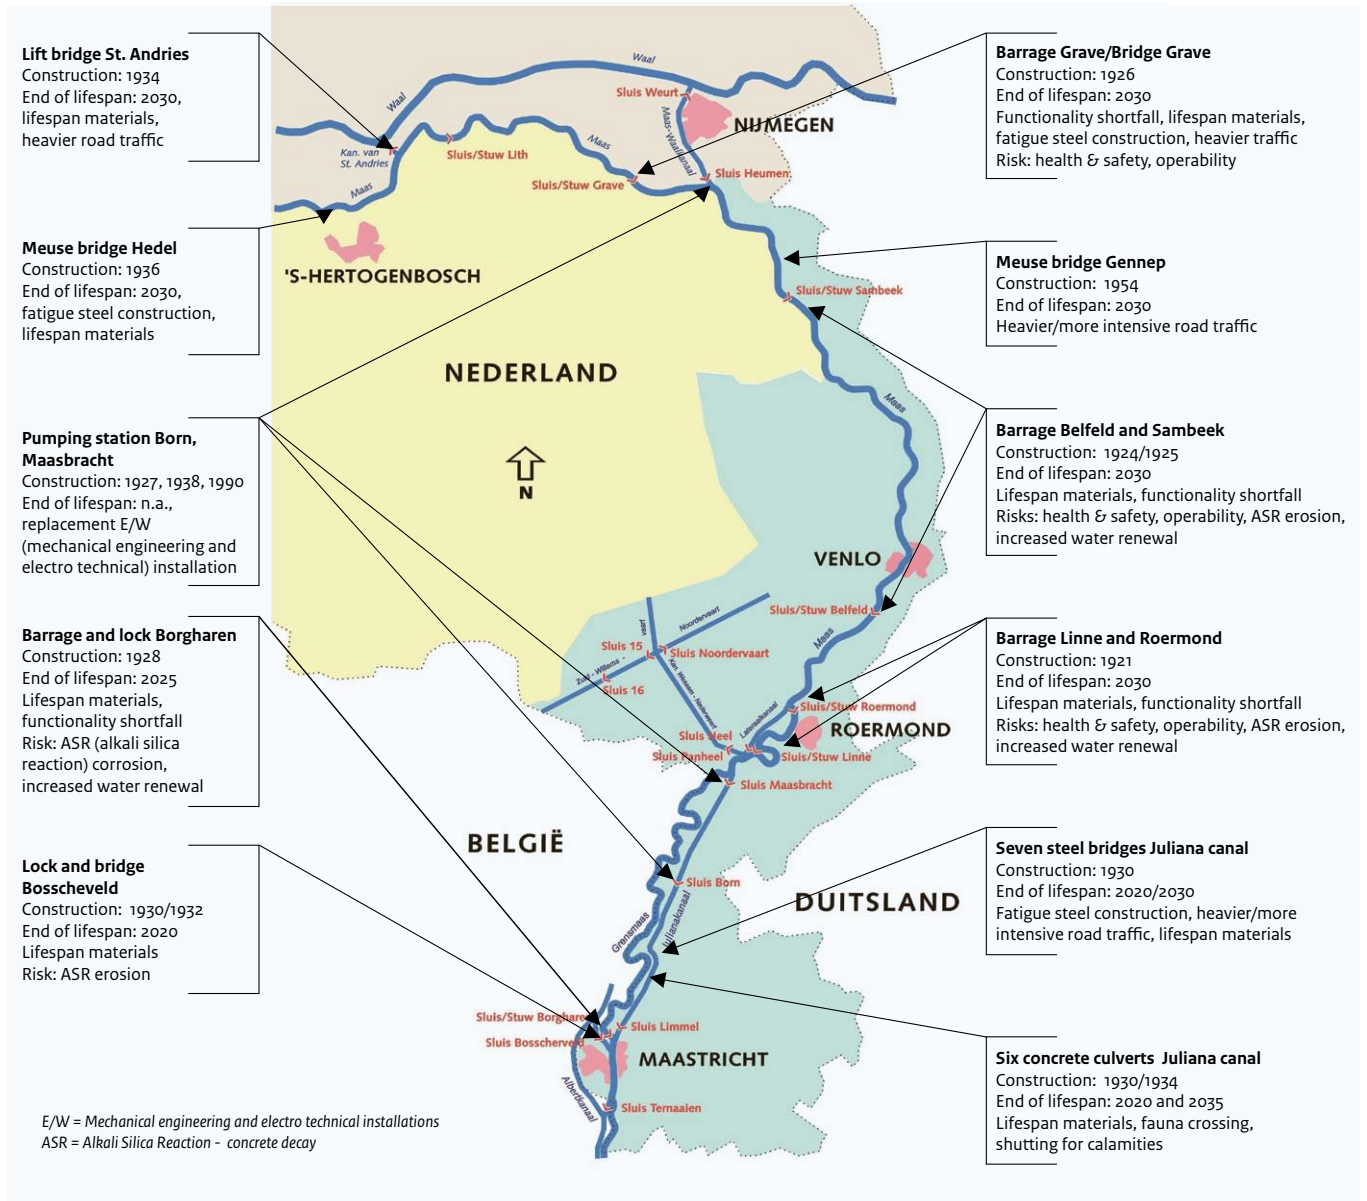 Lift bridge St. Andries
Construction: 1934
End of lifespan: 2030,
lifespan materials,
heavier road traffic
Meuse bridge Hedel
Construction: 1936
End of lifespan: 2030,
fatigue steel construction,
lifespan materials
Pumping station Born,
Maasbracht
Construction: 1927, 1938, 1990
End of lifespan: n.a.,
replacement E/W
(mechanical engineering and
electro technical) installation
Barrage and lock Borgharen
Construction: 1928
End of lifespan: 2025
Lifespan materials,
functionality shortfall
Risk: ASR (alkali silica
reaction) corrosion,
increased water renewal
Lock and bridge
Bosscheveld
Construction: 1930/1932
End of lifespan: 2020
Lifespan materials
Risk: ASR erosion
E/W = Mechanical engineering and electro technical installations
ASR = Alkali Silica Reaction - concrete decay
Waal
Waal
Sluis Weurt
NIJMEGEN
Maas-Waalkanaal
Kan. van
St. Andries
Sluis/Stuw Lith
Maas
Sluis Heumen
Sluis/Stuw Grave
Maas
'S-HERTOGENBOSCH
Sluis/Stuw Sambeek
NEDERLAND
Maas
N
VENLO
Sluis/Stuw Belfeld
Noordervaart
Maas
Sluis 15
Sluis Noordervaart
Zuid - Willems -
vaart
Sluis 16
Kan. Wessem - Nederweert
Lateraalkanaal
Sluis/Stuw Roermond
ROERMOND
Sluis Heel
Sluis Panheel
Sluis/Stuw Linne
Sluis Maasbracht
BELGIË
Sluis Born
DUITSLAND
Julianakanaal
Grensmaas
Sluis/Stuw Borgharen
Sluis Limmel
Sluis Bosscherveld
MAASTRICHT
Albertkanaal
Sluis Ternaaien
Barrage Grave/Bridge Grave
Construction: 1926
End of lifespan: 2030
Functionality shortfall, lifespan materials,
fatigue steel construction, heavier traffic
Risk: health & safety, operability
Meuse bridge Gennep
Construction: 1954
End of lifespan: 2030
Heavier/more intensive road traffic
Barrage Belfeld and Sambeek
Construction: 1924/1925
End of lifespan: 2030
Lifespan materials, functionality shortfall
Risks: health & safety, operability, ASR erosion,
increased water renewal
Barrage Linne and Roermond
Construction: 1921
End of lifespan: 2030
Lifespan materials, functionality shortfall
Risks: health & safety, operability, ASR erosion,
increased water renewal
Seven steel bridges Juliana canal
Construction: 1930
End of lifespan: 2020/2030
Fatigue steel construction, heavier/more
intensive road traffic, lifespan materials
Six concrete culverts Juliana canal
Construction: 1930/1934
End of lifespan: 2020 and 2035
Lifespan materials, fauna crossing,
shutting for calamities